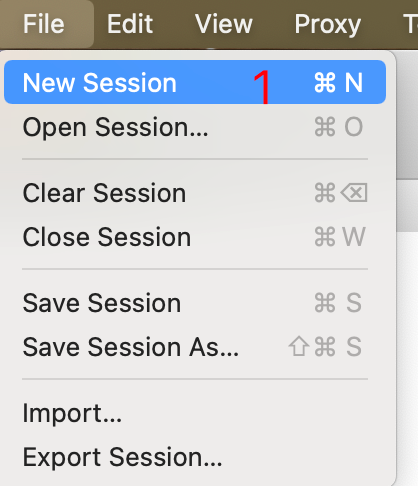 File Edit View Proxy T
New Session 1 ⌘ N
Open Session... ⌘ O
Clear Session ⌘ ⌫
Close Session ⌘ W
Save Session ⌘ S
Save Session As... ⇧ ⌘ S
Import...
Export Session...